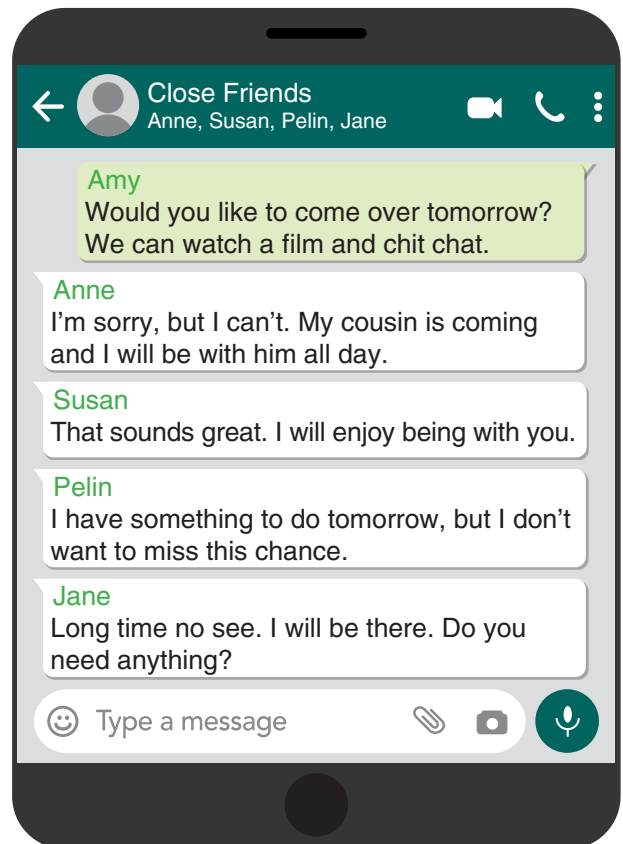 Close Friends
Anne, Susan, Pelin, Jane
Amy
Would you like to come over tomorrow?
We can watch a film and chit chat.
Anne
I’m sorry, but I can’t. My cousin is coming
and I will be with him all day.
Susan
That sounds great. I will enjoy being with you.
Pelin
I have something to do tomorrow, but I don’t
want to miss this chance.
Jane
Long time no see. I will be there. Do you
need anything?
Type a message